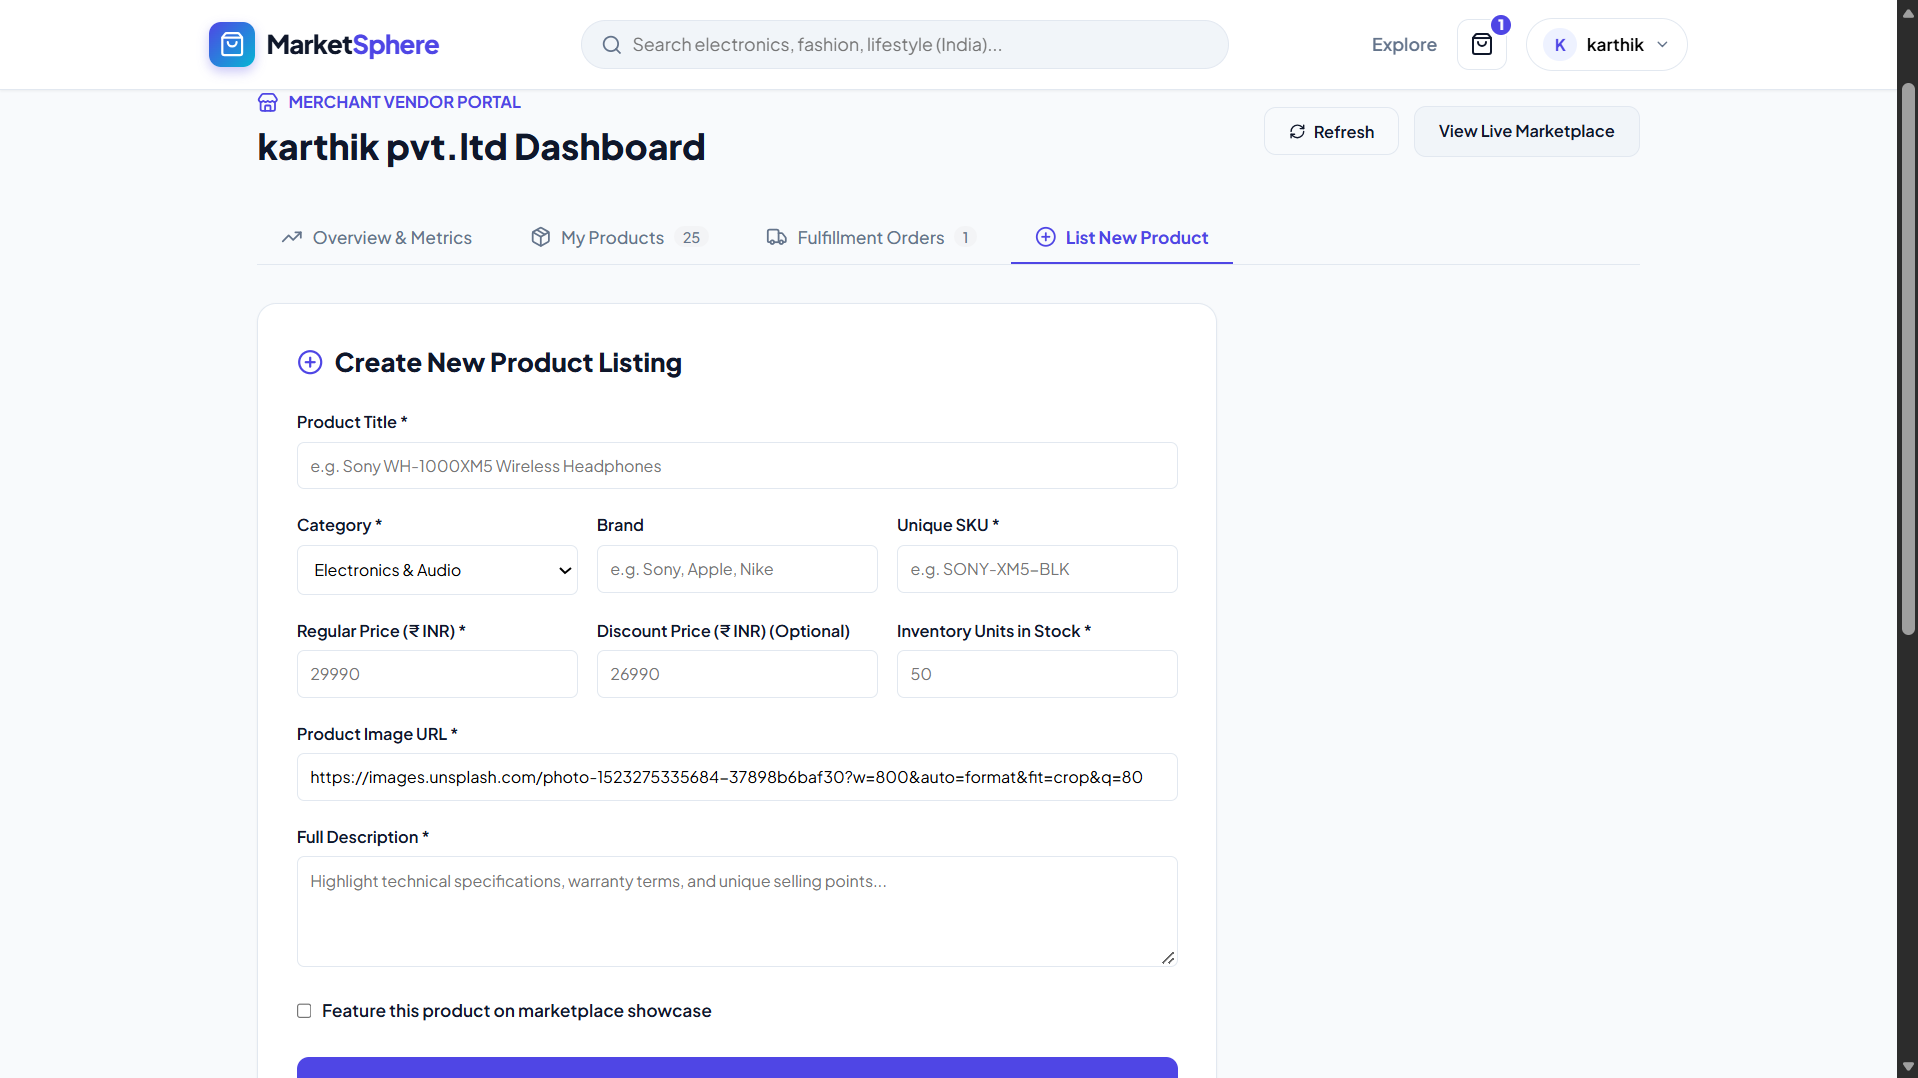 MarketSphere
Search electronics, fashion, lifestyle (India)...
Explore
1
K
karthik
MERCHANT VENDOR PORTAL
karthik pvt.ltd Dashboard
Refresh
View Live Marketplace
Overview & Metrics
My Products 25
Fulfillment Orders 1
List New Product
Create New Product Listing
Product Title *
e.g. Sony WH-1000XM5 Wireless Headphones
Category * Brand Unique SKU *
Electronics & Audio e.g. Sony, Apple, Nike e.g. SONY-XM5-BLK
Regular Price (₹ INR) * Discount Price (₹ INR) (Optional) Inventory Units in Stock *
29990 26990 50
Product Image URL *
https://images.unsplash.com/photo-1523275335684-37898b6baf30?w=800&auto=format&fit=crop&q=80
Full Description *
Highlight technical specifications, warranty terms, and unique selling points...
Feature this product on marketplace showcase